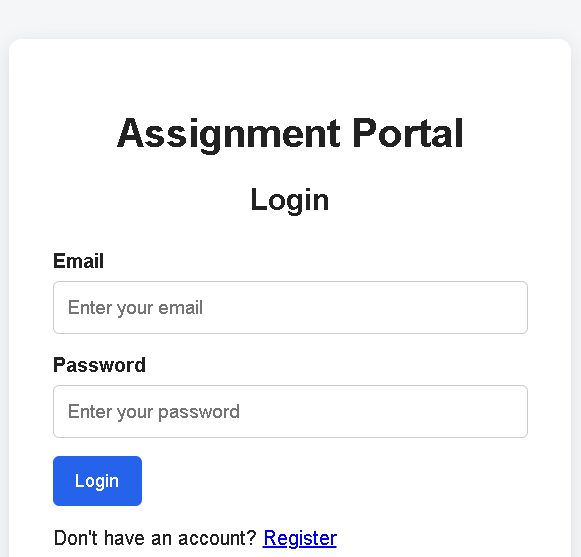 Assignment Portal
Login
Email
Enter your email
Password
Enter your password
Login
Don't have an account? Register